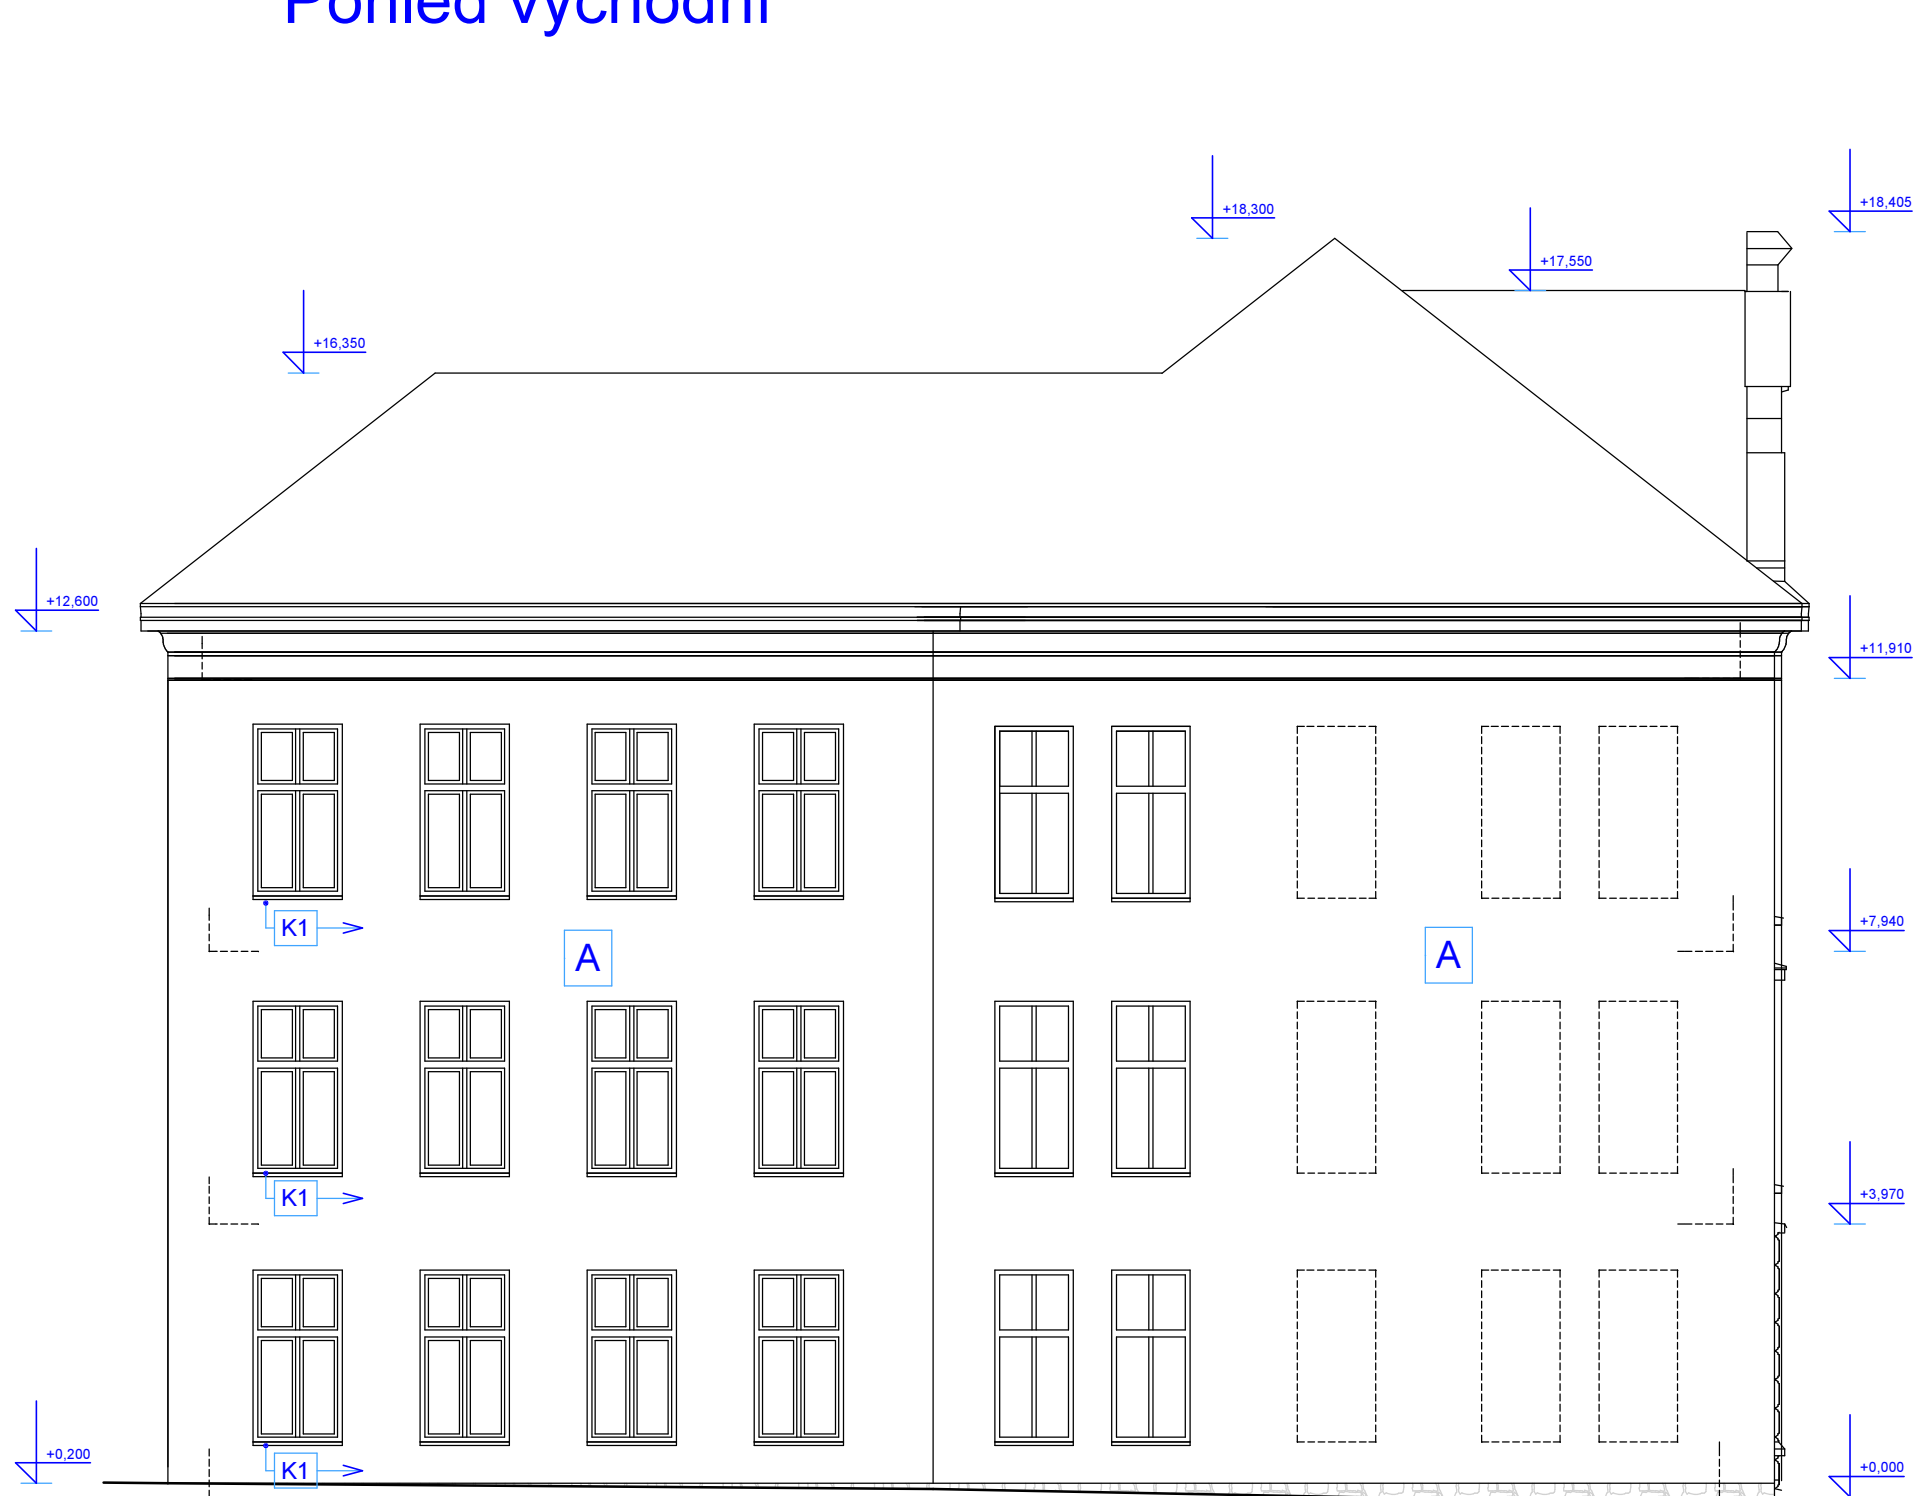 Pohled východní
+18,405
+18,300
+17,550
+16,350
+12,600
+11,910
K1
A
A
+7,940
K1
+3,970
+0,200
K1
+0,000